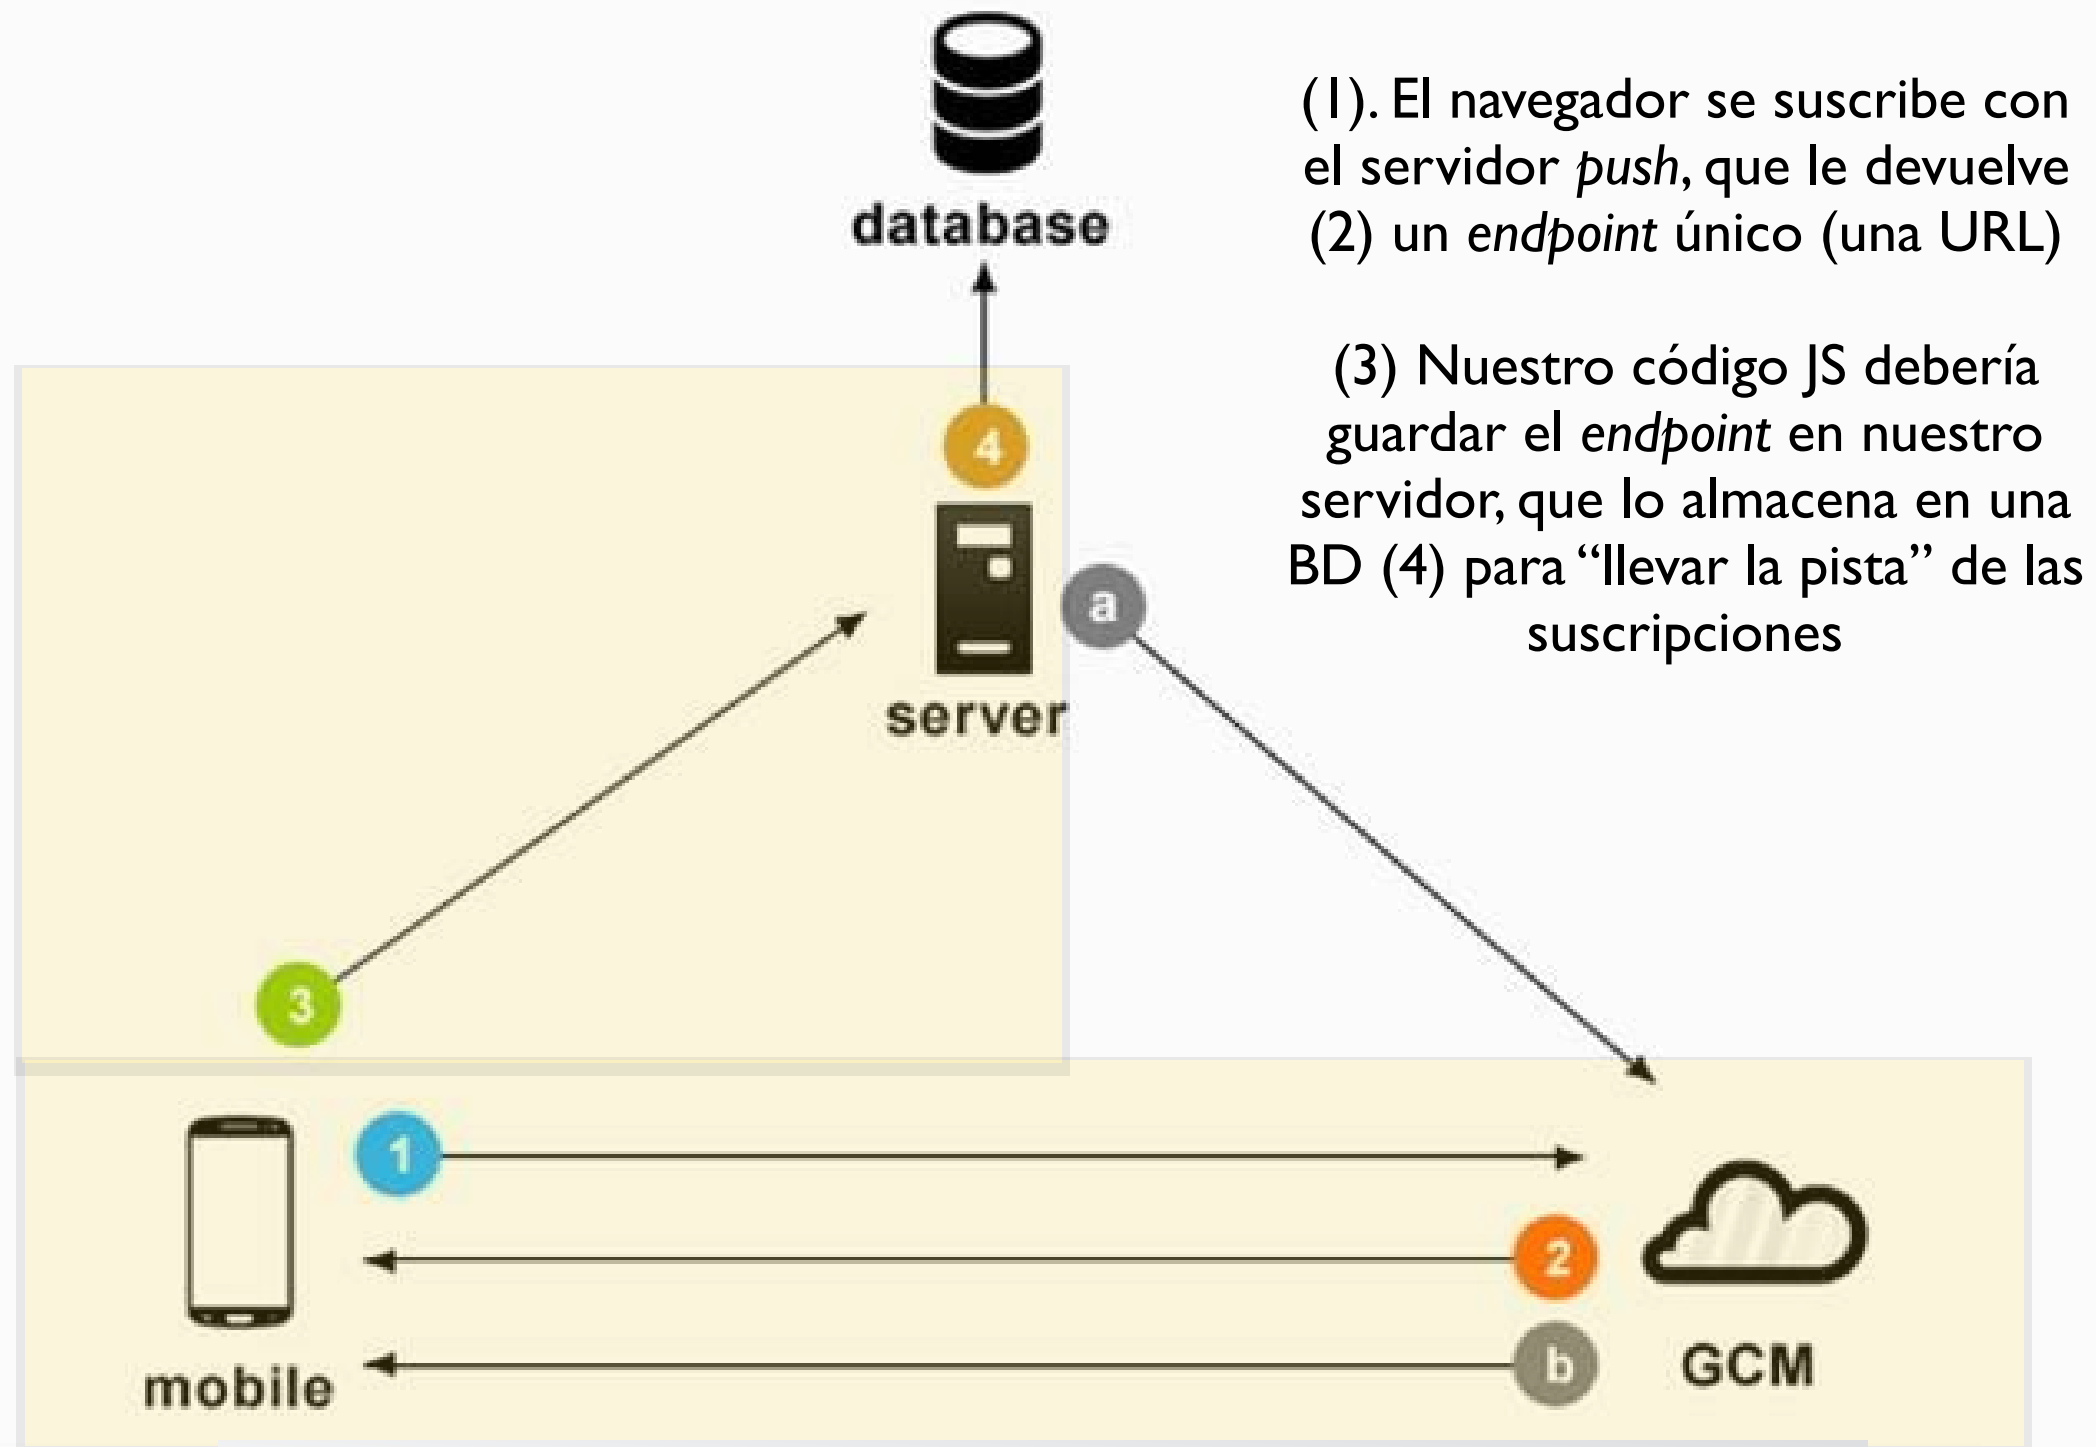 database
(1). El navegador se suscribe con
el servidor push, que le devuelve
(2) un endpoint único (una URL)
(3) Nuestro código JS debería
guardar el endpoint en nuestro
servidor, que lo almacena en una
BD (4) para “llevar la pista” de las
suscripciones
4
a
server
3
1
2
b
mobile
GCM